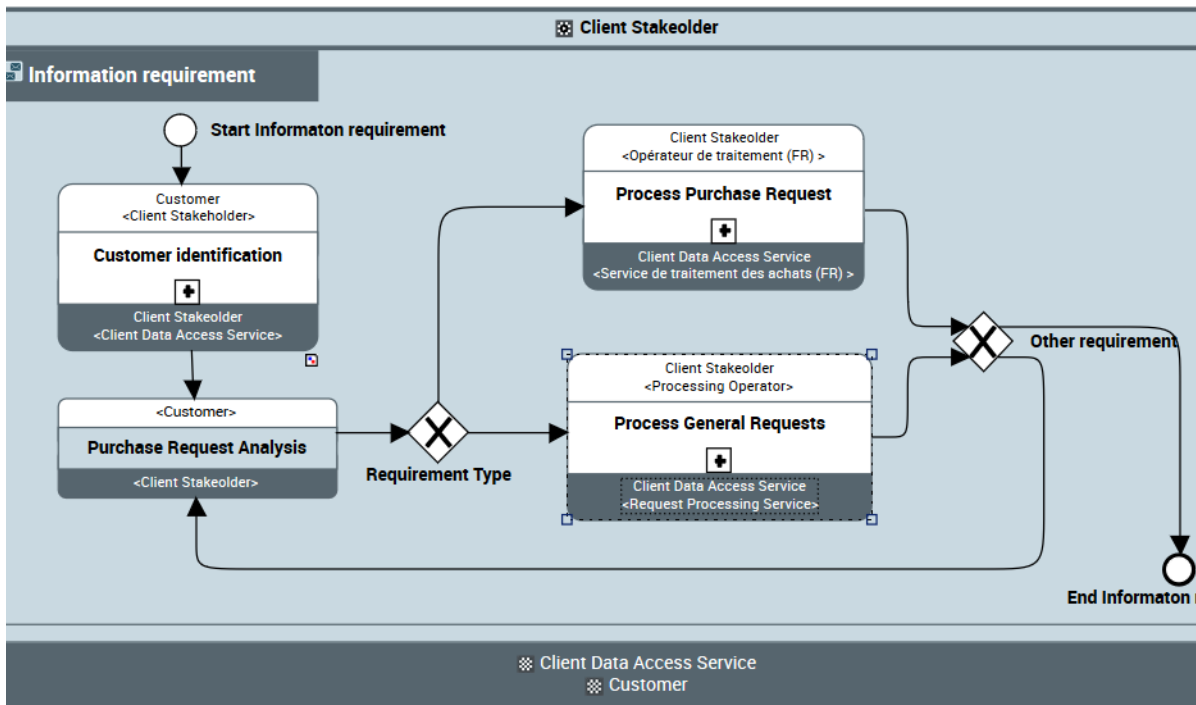 Client Stakeolder
Information requirement
Start Informaton requirement
Customer
<Client Stakeholder>
Customer identification
Client Stakeolder
<Client Data Access Service>
<Customer>
Purchase Request Analysis
<Client Stakeolder>
Requirement Type
Client Stakeolder
<Opérateur de traitement (FR) >
Process Purchase Request
Client Data Access Service
<Service de traitement des achats (FR) >
Client Stakeolder
<Processing Operator>
Process General Requests
Client Data Access Service
<Request Processing Service>
Other requirement
End Informaton
Client Data Access Service
Customer